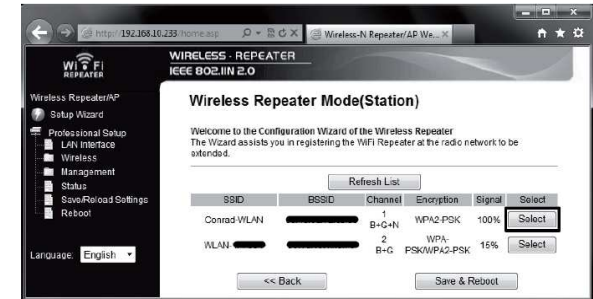 http://192.168.10.233/home.asp
Wireless-N Repeater/AP We...
Wi Fi
REPEATER
WIRELESS - REPEATER
IEEE 802.11N 2.0
Wireless Repeater/AP
Setup Wizard
Professional Setup
LAN Interface
Wireless
Management
Status
Save/Reload Settings
Reboot
Language: English
Wireless Repeater Mode(Station)
Welcome to the Configuration Wizard of the Wireless Repeater
The Wizard assists you in registering the WiFi Repeater at the radio network to be
extended.
Refresh List
SSID BSSID Channel Encryption Signal Select
Conrad-WLAN 1 B+G+N WPA2-PSK 100% Select
WLAN- 2 B+G WPA-PSK/WPA2-PSK 15% Select
<< Back Save & Reboot